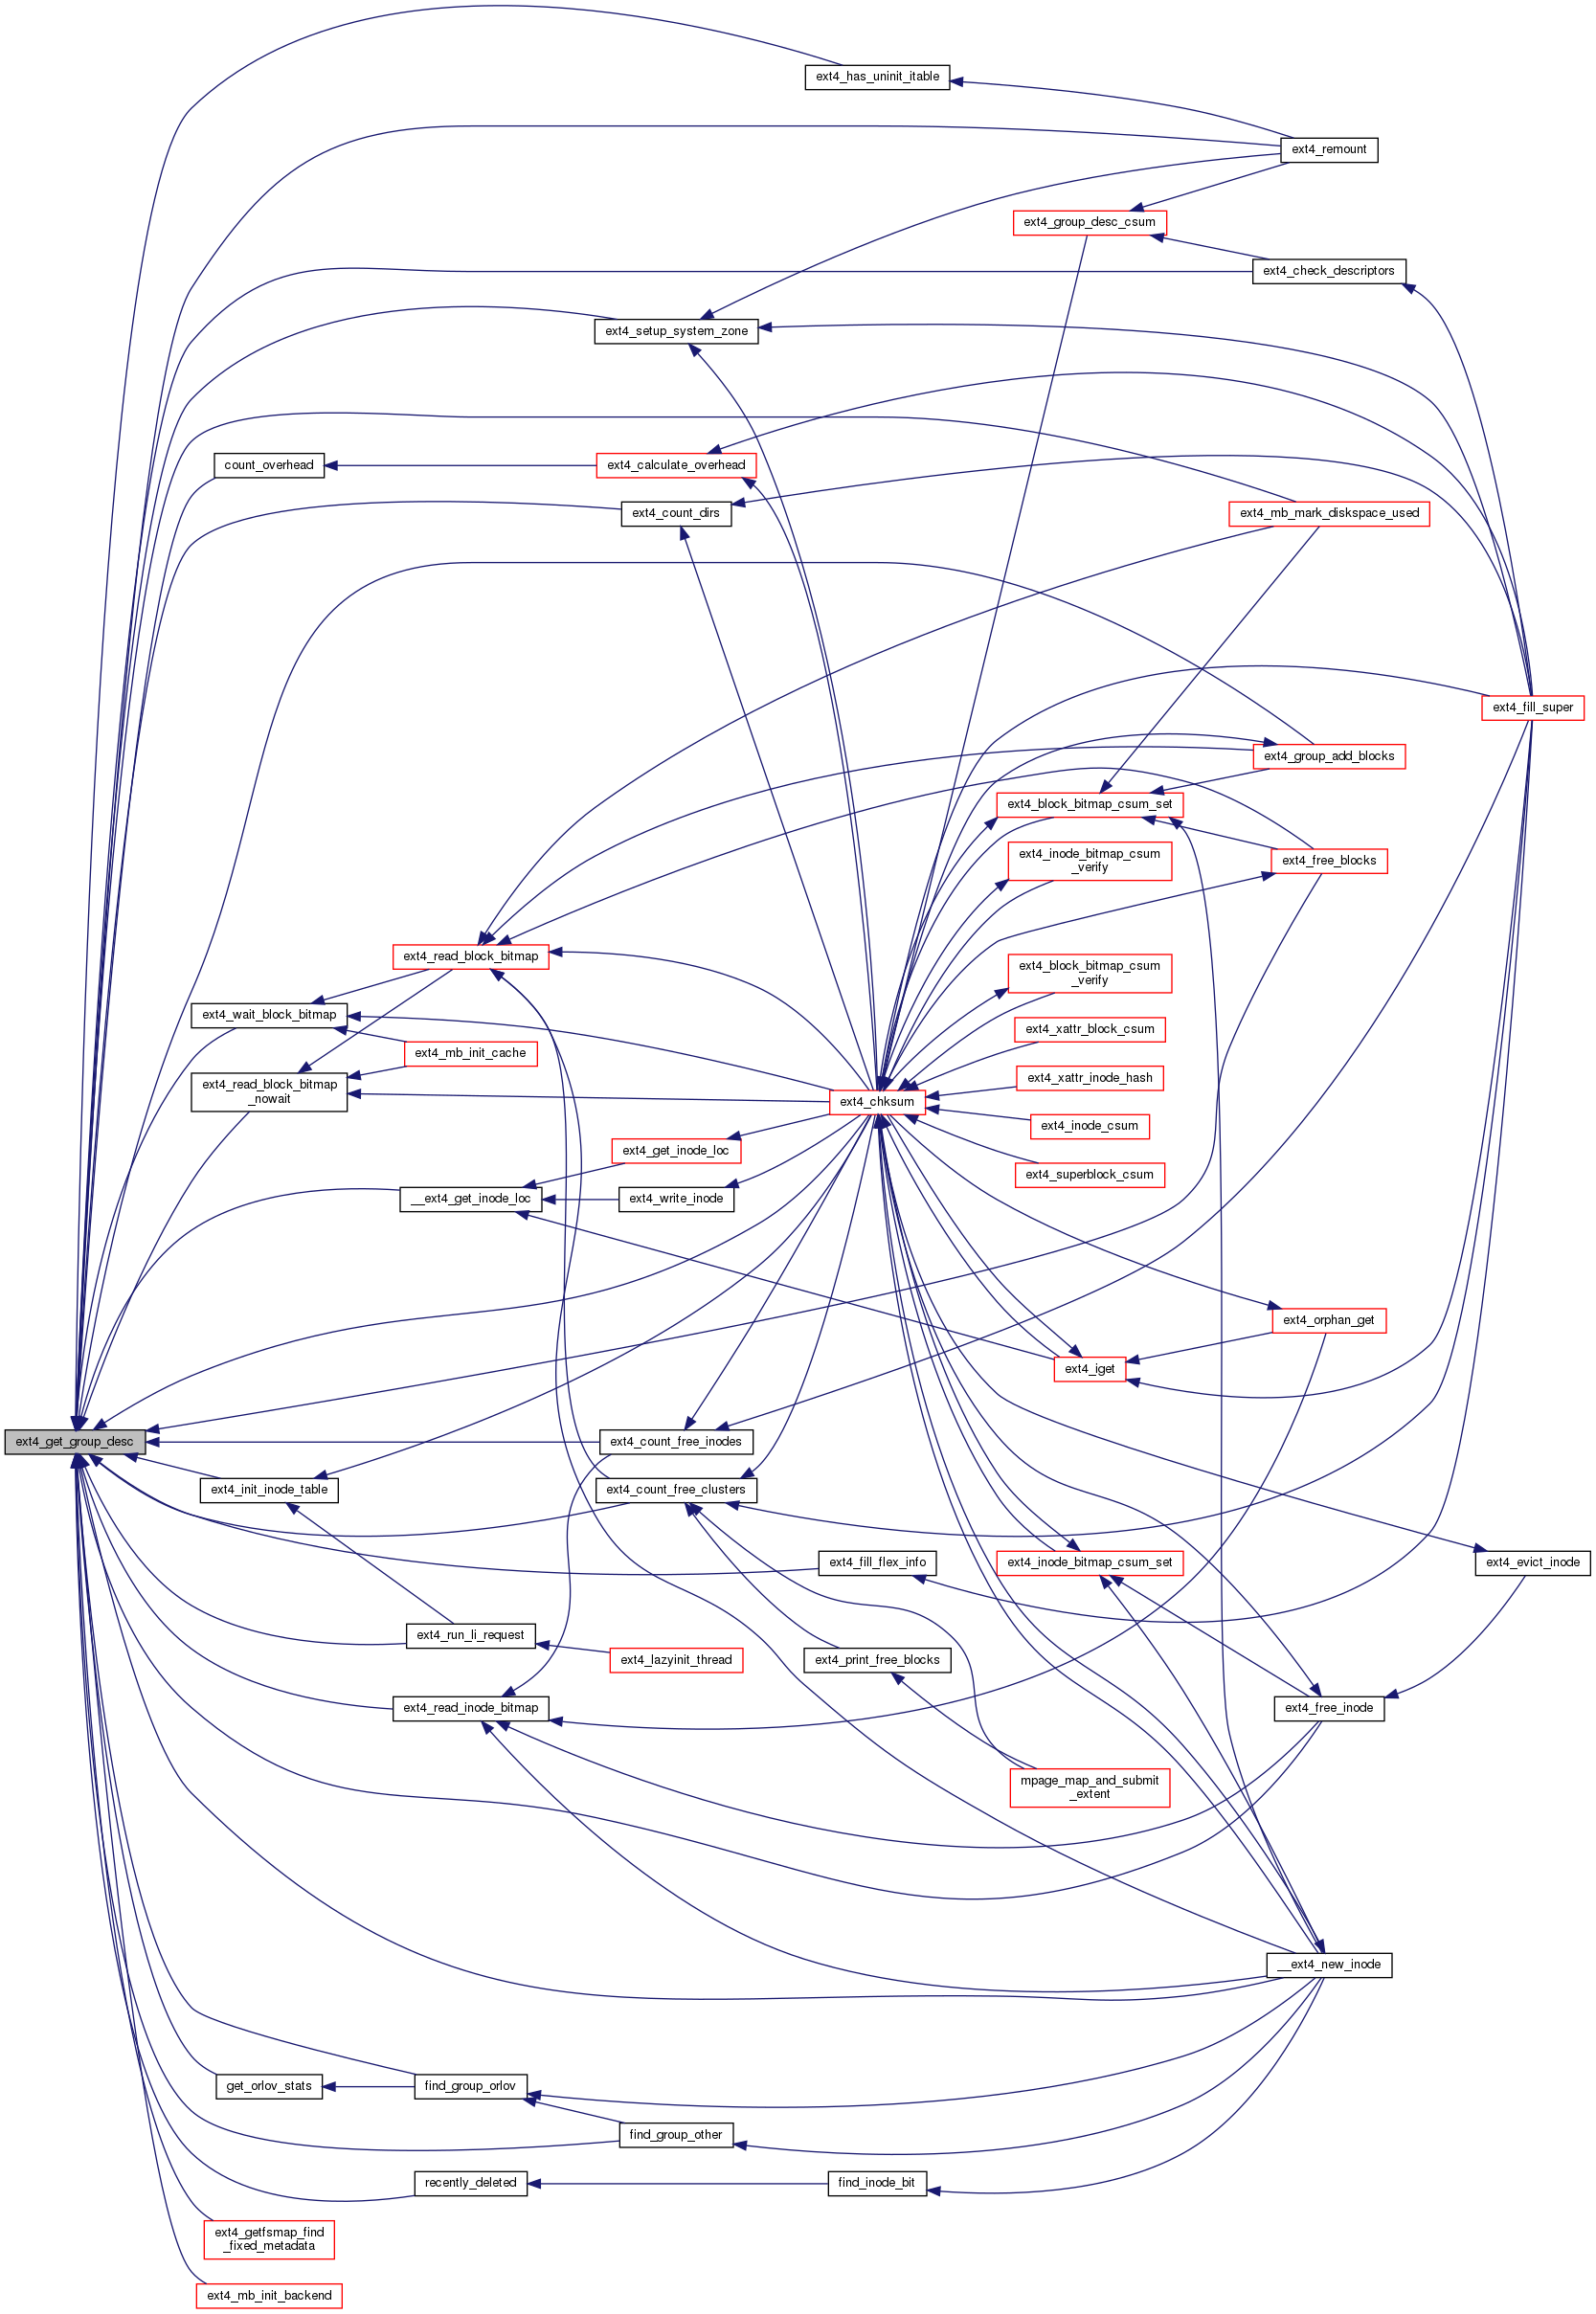 ext4_has_uninit_itable
ext4_remount
ext4_group_desc_csum
ext4_check_descriptors
ext4_setup_system_zone
count_overhead
ext4_calculate_overhead
ext4_count_dirs
ext4_mb_mark_diskspace_used
ext4_fill_super
ext4_group_add_blocks
ext4_block_bitmap_csum_set
ext4_inode_bitmap_csum
_verify
ext4_free_blocks
ext4_read_block_bitmap
ext4_block_bitmap_csum
_verify
ext4_wait_block_bitmap
ext4_xattr_block_csum
ext4_mb_init_cache
ext4_read_block_bitmap
_nowait
ext4_xattr_inode_hash
ext4_chksum
ext4_inode_csum
ext4_get_inode_loc
ext4_superblock_csum
__ext4_get_inode_loc
ext4_write_inode
ext4_orphan_get
ext4_iget
ext4_get_group_desc
ext4_count_free_inodes
ext4_init_inode_table
ext4_count_free_clusters
ext4_fill_flex_info
ext4_inode_bitmap_csum_set
ext4_evict_inode
ext4_run_li_request
ext4_lazyinit_thread
ext4_print_free_blocks
ext4_read_inode_bitmap
ext4_free_inode
mpage_map_and_submit
_extent
__ext4_new_inode
get_orlov_stats
find_group_orlov
find_group_other
recently_deleted
find_inode_bit
ext4_getfsmap_find
_fixed_metadata
ext4_mb_init_backend